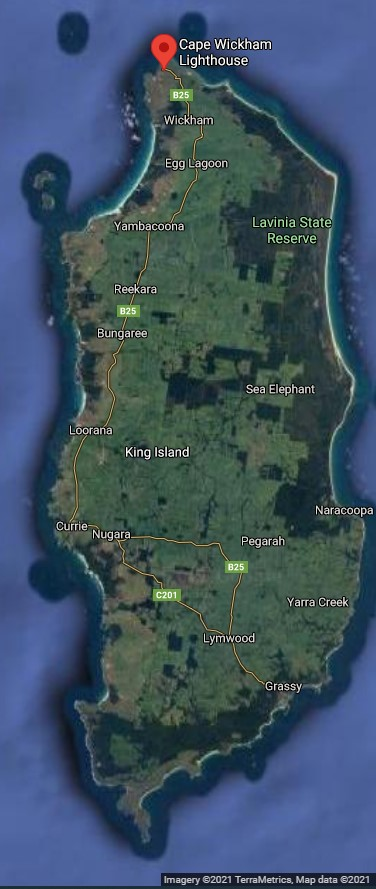 Cape Wickham
Lighthouse
B25
Wickham
Egg Lagoon
Yambacoona
Lavinia State
Reserve
Reekara
B25
Bungaree
Sea Elephant
Loorana
King Island
Naracoopa
Currie
Nugara
Pegarah
B25
C201
Yarra Creek
Lymwood
Grassy
Imagery ©2021 TerraMetrics, Map data ©2021